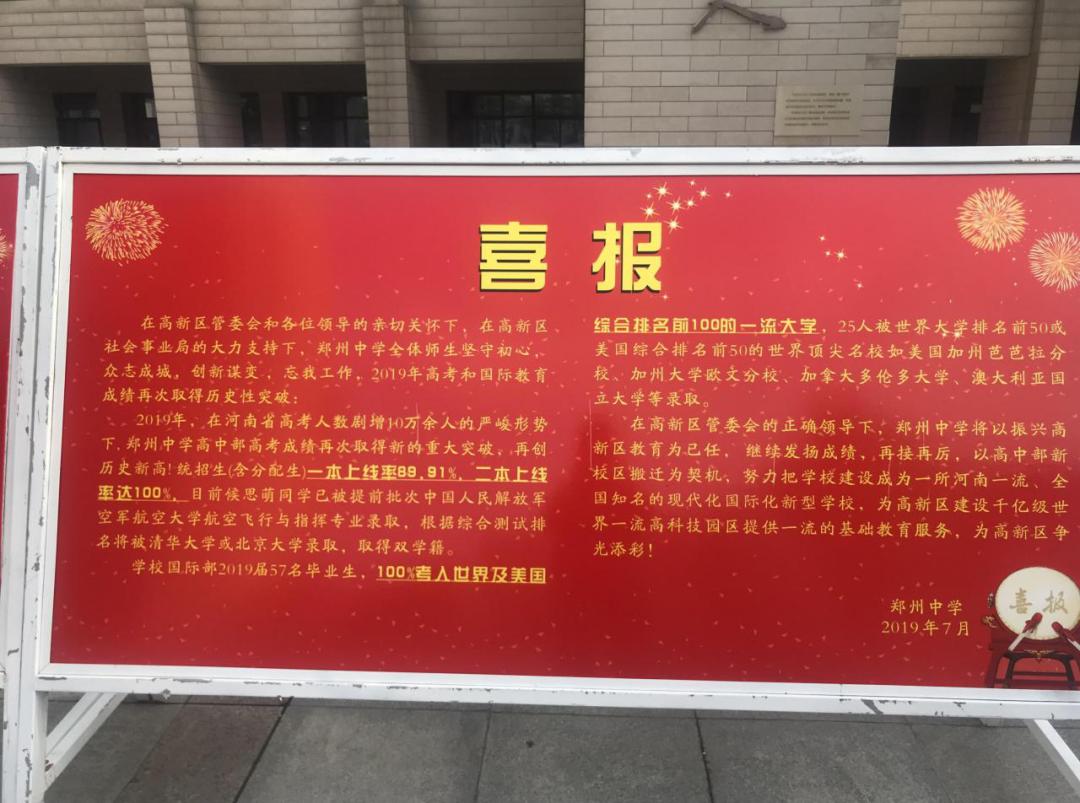 喜报
在高新区管委会和各位领导的亲切关怀下,在高新区
社会事业局的大力支持下,郑州中学全体师生坚守初心,
众志成城,创新谋变,忘我工作,2019年高考和国际教育
成绩再次取得历史性突破:
2019年,在河南省高考人数剧增10万余人的严峻形势
下,郑州中学高中部高考成绩再次取得新的重大突破,再创
历史新高!统招生(含分配生)一本上线率89.91%,二本上线
率达100%,目前候思萌同学已被提前批次中国人民解放军
空军航空大学航空飞行与指挥专业录取,根据综合测试排
名将被清华大学或北京大学录取,取得双学籍。
学校国际部2019届57名毕业生,100%考入世界及美国
综合排名前100的一流大学,25人被世界大学排名前50或
美国综合排名前50的世界顶尖名校如美国加州芭芭拉分
校、加州大学欧文分校、加拿大多伦多大学、澳大利亚国
立大学等录取。
在高新区管委会的正确领导下,郑州中学将以振兴高
新区教育为己任,继续发扬成绩,再接再厉,以高中部新
校区搬迁为契机,努力把学校建设成为一所河南一流、全
国知名的现代化国际化新型学校,为高新区建设千亿级世
界一流高科技园区提供一流的基础教育服务,为高新区争
光添彩!
郑州中学
2019年7月
喜报